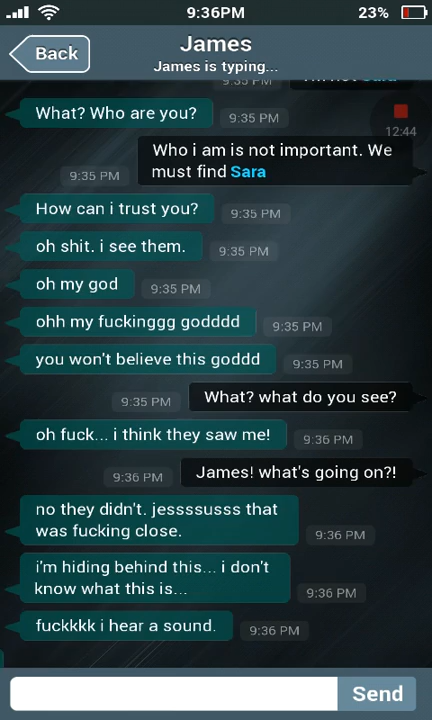 9:36PM
23%
Back
James
James is typing...
Sara
What? Who are you?
9:35 PM
12:44
Who i am is not important. We
must find Sara
9:35 PM
How can i trust you?
9:35 PM
oh shit. i see them.
9:35 PM
oh my god
9:35 PM
ohh my fuckinggg godddd
9:35 PM
you won't believe this goddd
9:35 PM
What? what do you see?
9:35 PM
oh fuck... i think they saw me!
9:36 PM
James! what's going on?!
9:36 PM
no they didn't. jessssusss that
was fucking close.
9:36 PM
i'm hiding behind this... i don't
know what this is...
9:36 PM
fuckkkk i hear a sound.
9:36 PM
Send